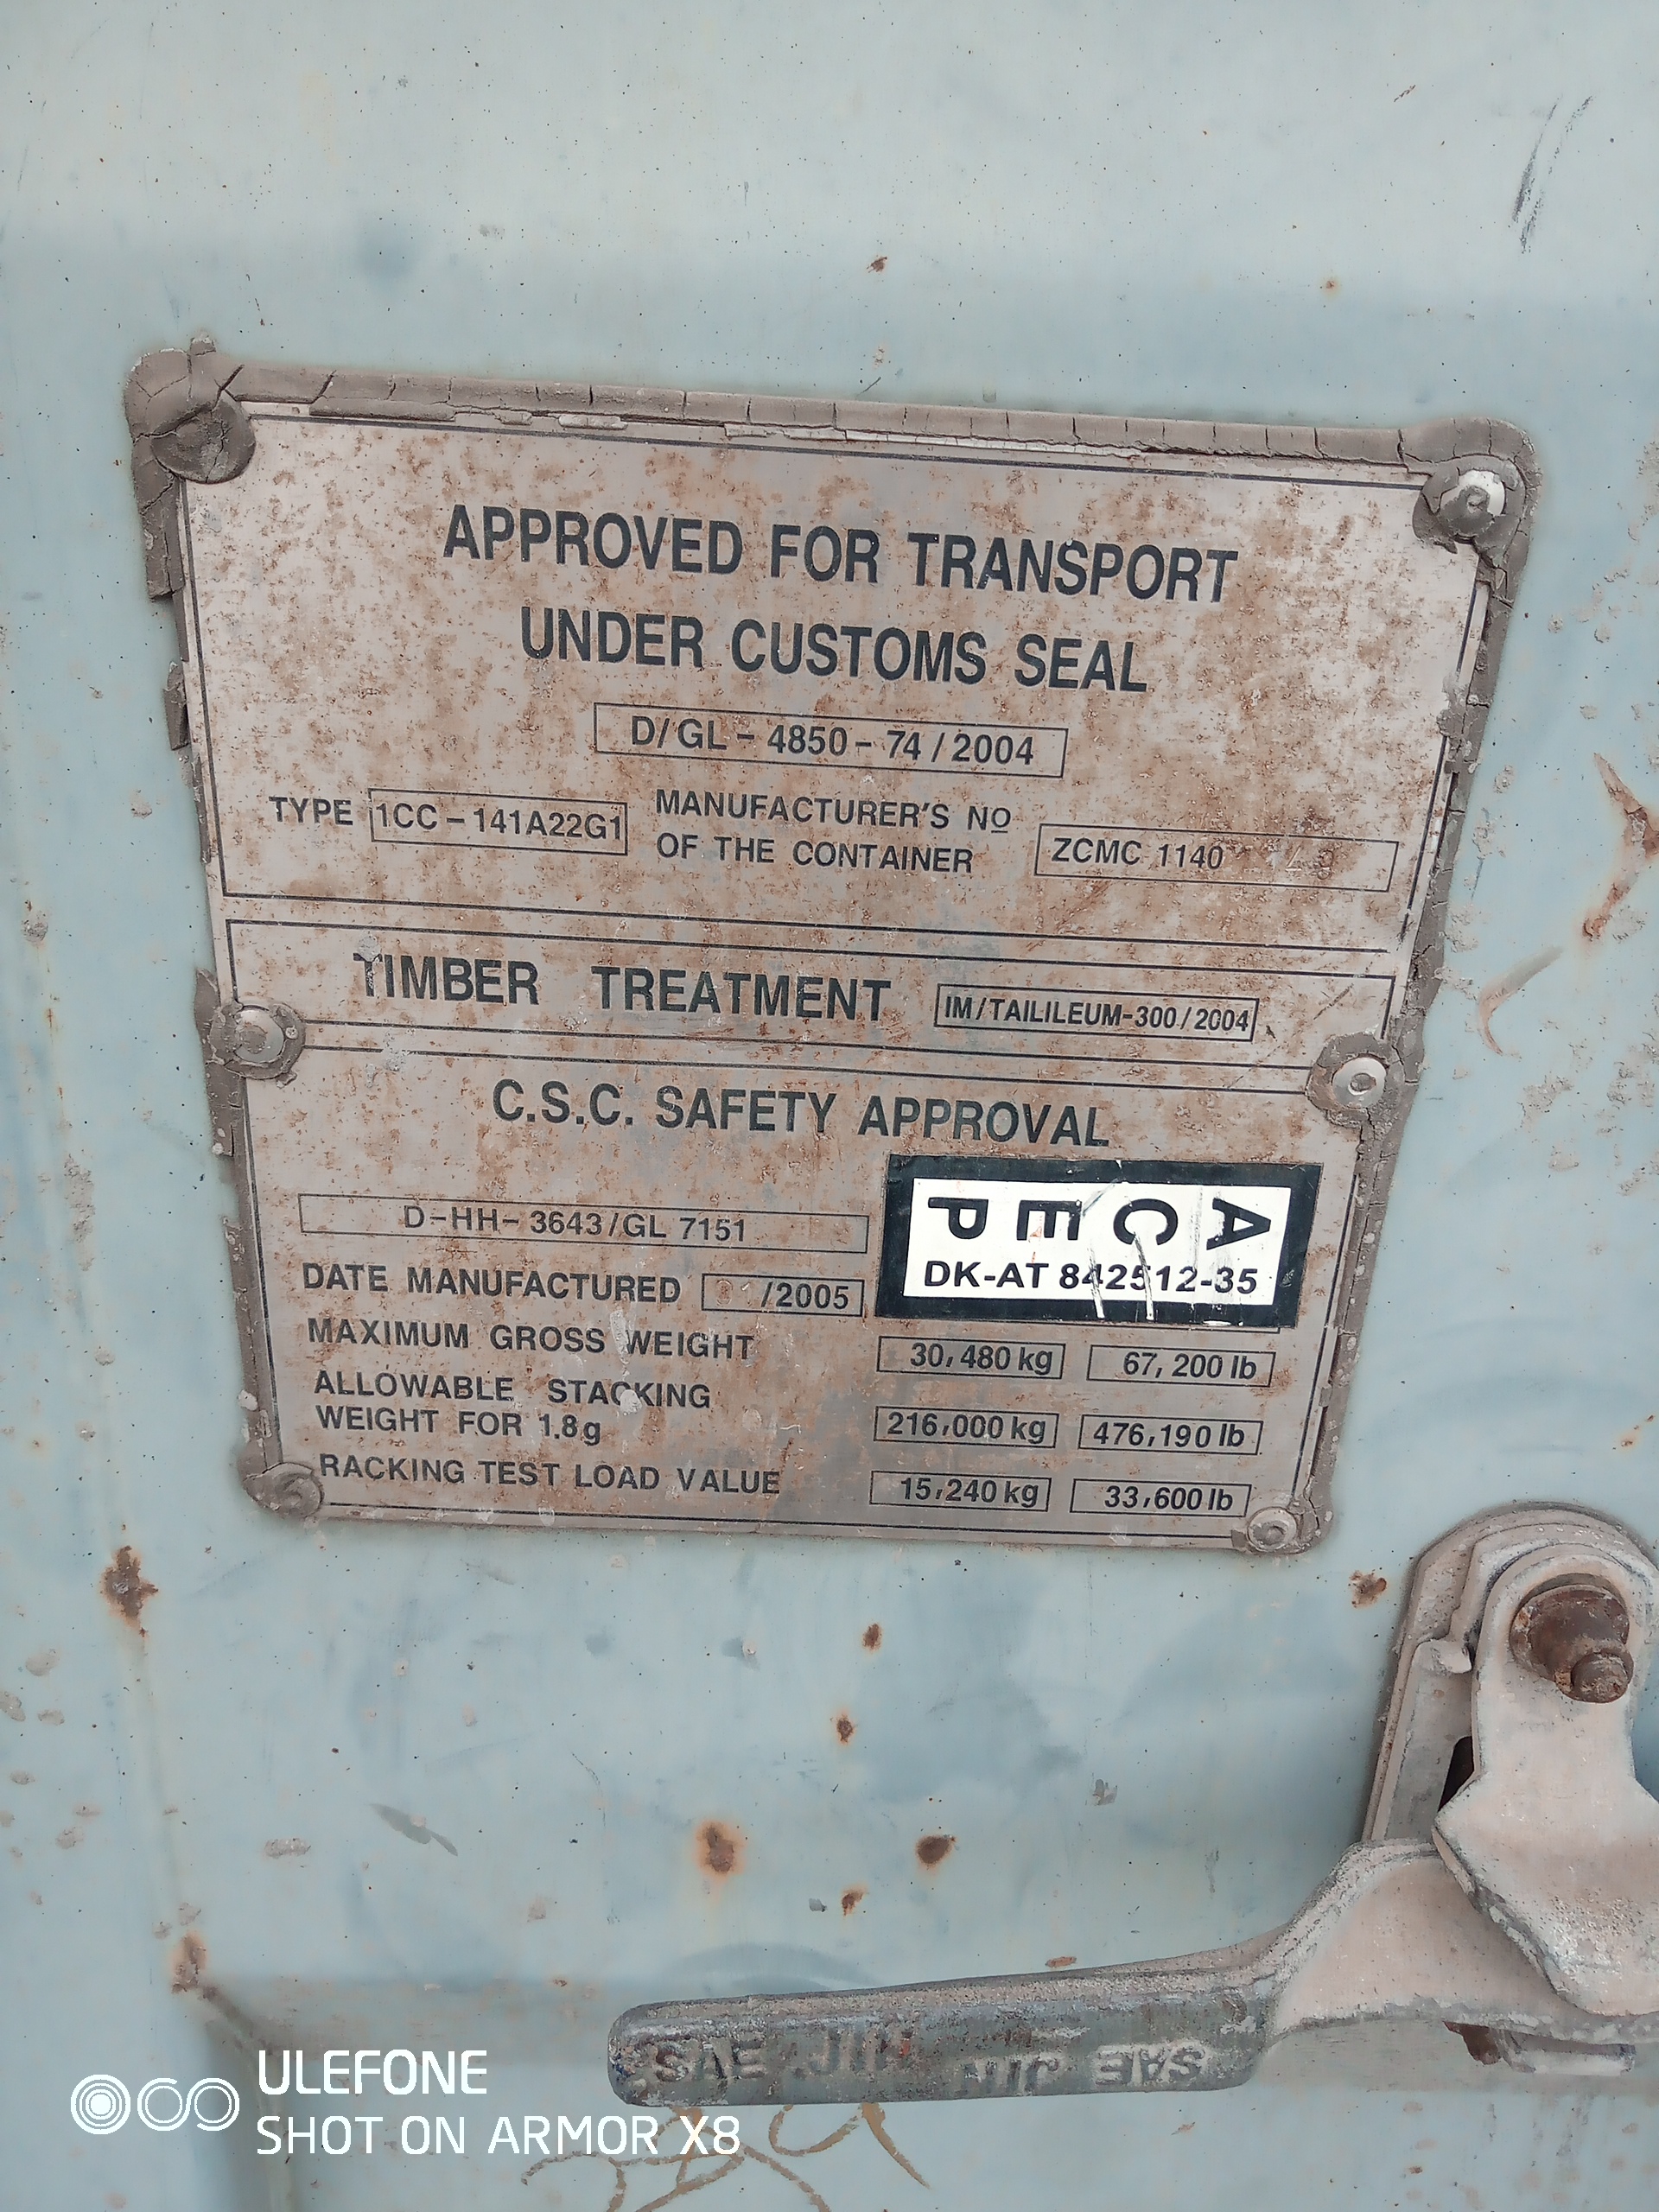 APPROVED FOR TRANSPORT
UNDER CUSTOMS SEAL
D/GL-4850-74/2004
TYPE 1CC-141A22G1 MANUFACTURER'S NO
OF THE CONTAINER ZCMC 1140
TIMBER TREATMENT IM/TAILILEUM-300/2004
C.S.C. SAFETY APPROVAL
A C E P
DK-AT 842512-35
D-HH-3643/GL 7151
DATE MANUFACTURED /2005
MAXIMUM GROSS WEIGHT 30,480 kg 67,200 lb
ALLOWABLE STACKING
WEIGHT FOR 1.8g 216,000 kg 476,190 lb
RACKING TEST LOAD VALUE 15,240 kg 33,600 lb
SAE JIN SAE JIN
ULEFONE
SHOT ON ARMOR X8